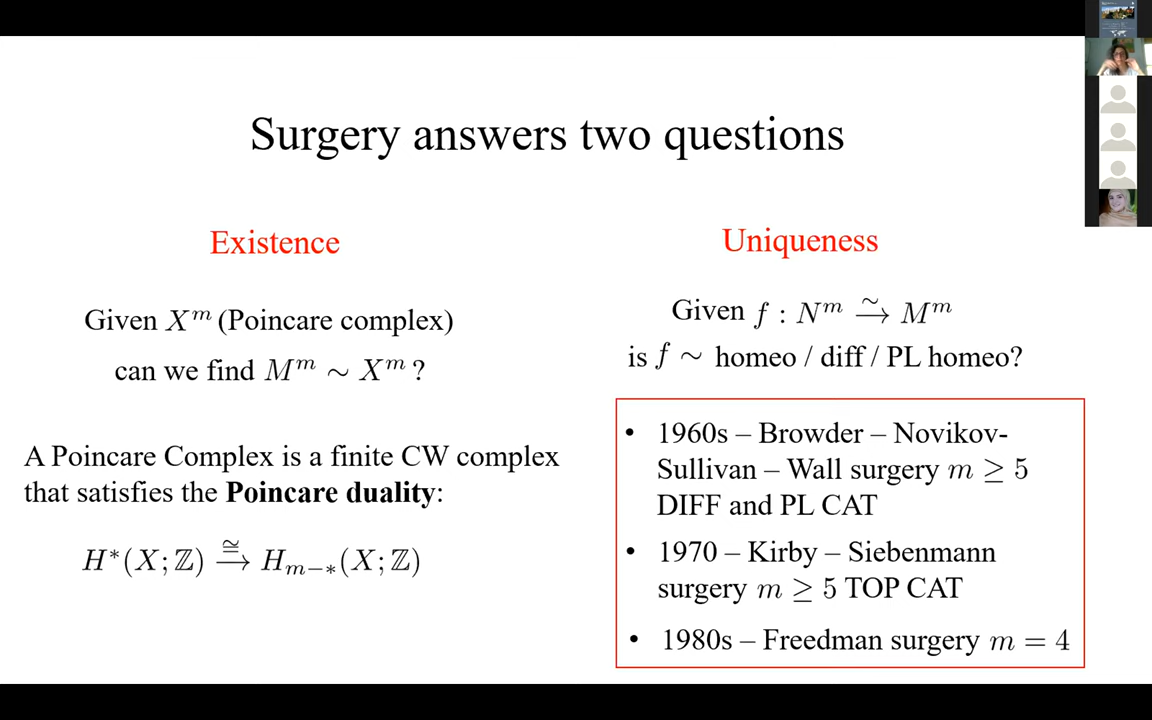 Surgery answers two questions
Existence
Given X^m (Poincare complex)
can we find M^m ∼ X^m ?
A Poincare Complex is a finite CW complex
that satisfies the Poincare duality:
H^*(X; ℤ) ≅→ H_{m−*}(X; ℤ)
Uniqueness
Given f : N^m ≃→ M^m
is f ∼ homeo / diff / PL homeo?
• 1960s – Browder – Novikov-
Sullivan – Wall surgery m ≥ 5
DIFF and PL CAT
• 1970 – Kirby – Siebenmann
surgery m ≥ 5 TOP CAT
• 1980s – Freedman surgery m = 4